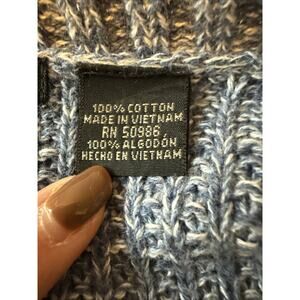 100% COTTON
MADE IN VIETNAM
RN 50986,
100% ALGODÓN
HECHO EN VIETNAM